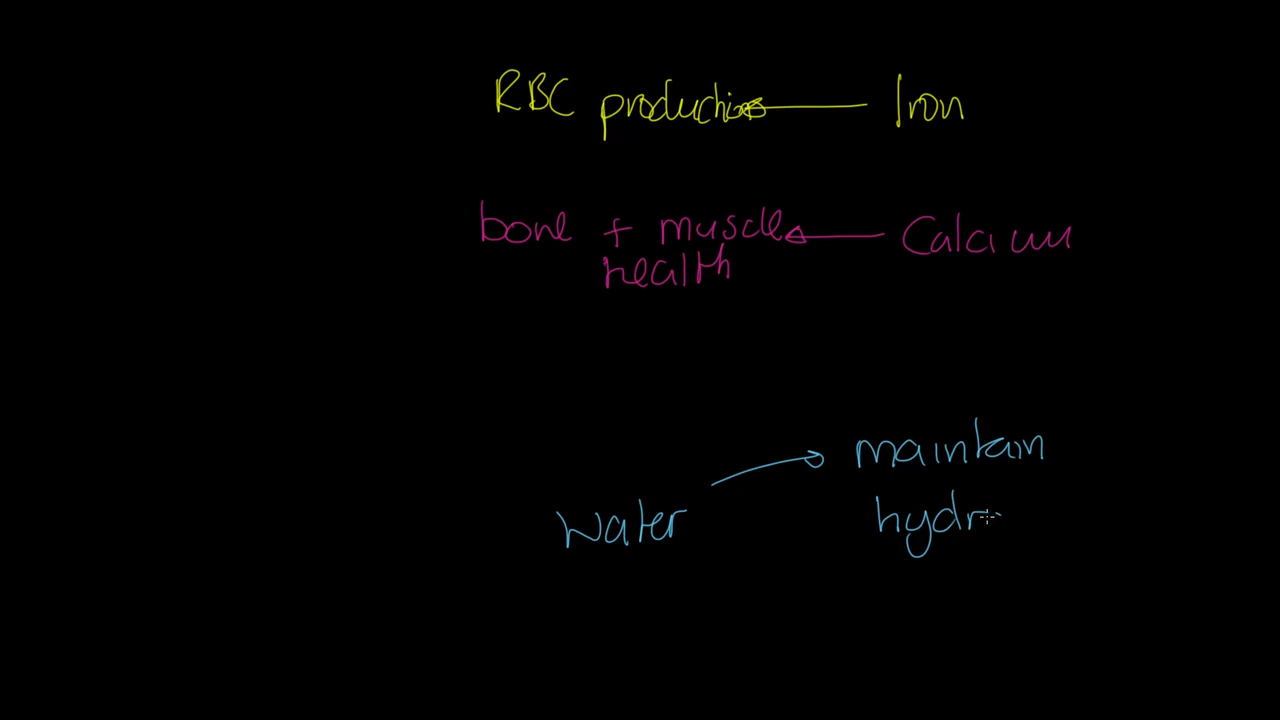 RBC production Iron
bone + muscle Calcium
health
maintain
water
hydr